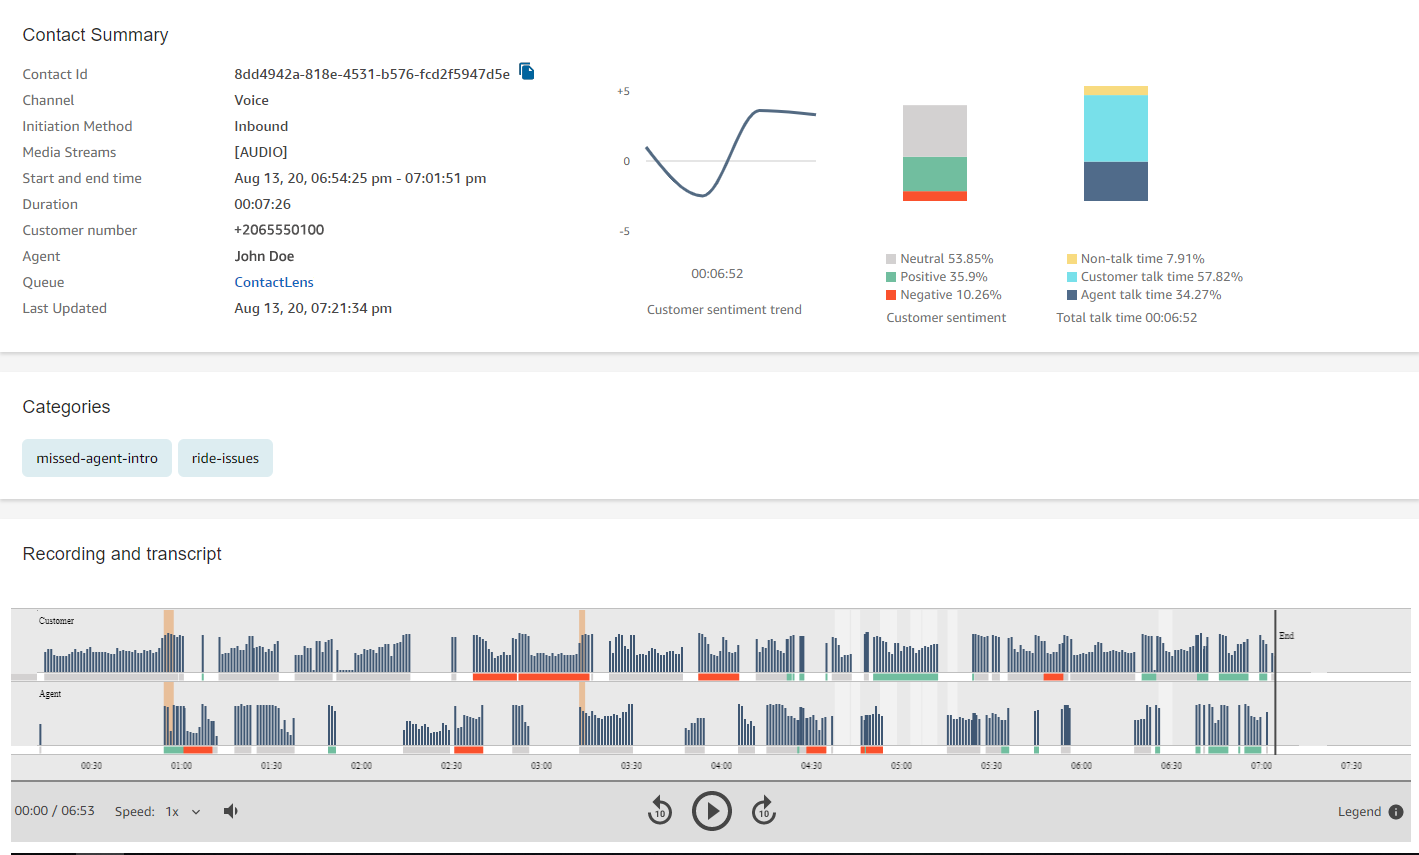 Contact Summary
Contact Id 8dd4942a-818e-4531-b576-fcd2f5947d5e
Channel Voice
Initiation Method Inbound
Media Streams [AUDIO]
Start and end time Aug 13, 20, 06:54:25 pm - 07:01:51 pm
Duration 00:07:26
Customer number +2065550100
Agent John Doe
Queue ContactLens
Last Updated Aug 13, 20, 07:21:34 pm
+5
0
-5
00:06:52
Customer sentiment trend
Neutral 53.85%
Positive 35.9%
Negative 10.26%
Customer sentiment
Non-talk time 7.91%
Customer talk time 57.82%
Agent talk time 34.27%
Total talk time 00:06:52
Categories
missed-agent-intro ride-issues
Recording and transcript
Customer
End
Agent
00:30 01:00 01:30 02:00 02:30 03:00 03:30 04:00 04:30 05:00 05:30 06:00 06:30 07:00 07:30
00:00 / 06:53 Speed: 1x 10 10 Legend